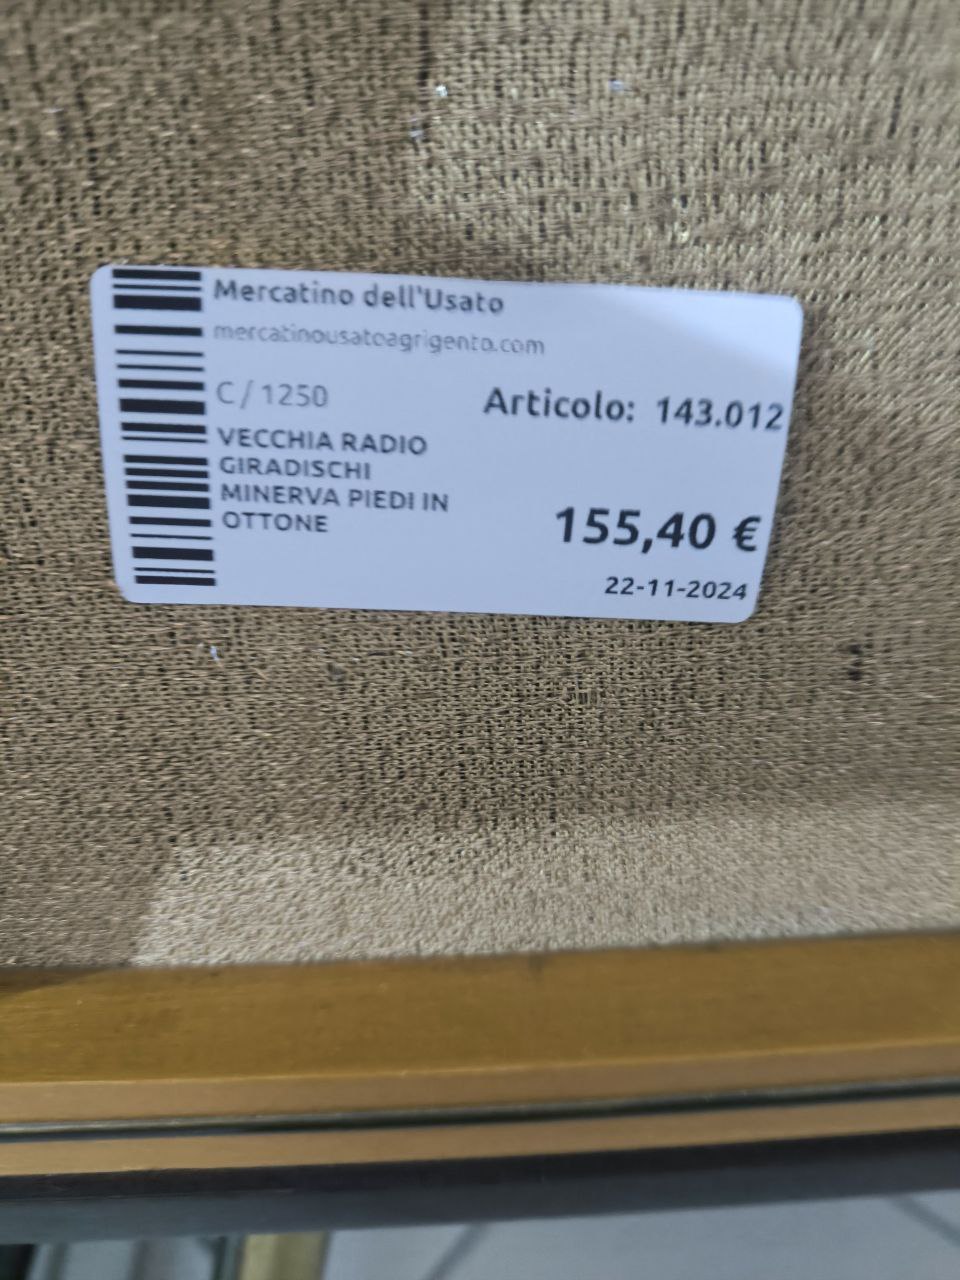 Mercatino dell'Usato
mercatinousatoagrigento.com
C / 1250
Articolo: 143.012
VECCHIA RADIO
GIRADISCHI
MINERVA PIEDI IN
OTTONE
155,40 €
22-11-2024